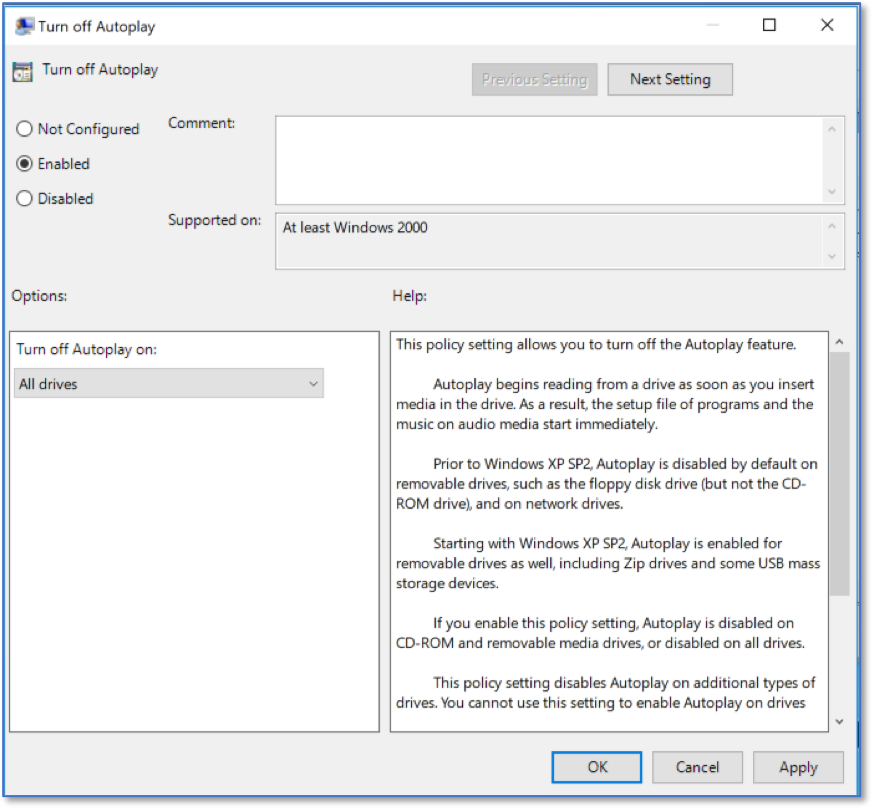 Turn off Autoplay
Turn off Autoplay
Previous Setting
Next Setting
Not Configured
Comment:
Enabled
Disabled
Supported on:
At least Windows 2000
Options:
Help:
Turn off Autoplay on:
All drives
This policy setting allows you to turn off the Autoplay feature.
Autoplay begins reading from a drive as soon as you insert
media in the drive. As a result, the setup file of programs and the
music on audio media start immediately.
Prior to Windows XP SP2, Autoplay is disabled by default on
removable drives, such as the floppy disk drive (but not the CD-
ROM drive), and on network drives.
Starting with Windows XP SP2, Autoplay is enabled for
removable drives as well, including Zip drives and some USB mass
storage devices.
If you enable this policy setting, Autoplay is disabled on
CD-ROM and removable media drives, or disabled on all drives.
This policy setting disables Autoplay on additional types of
drives. You cannot use this setting to enable Autoplay on drives
OK
Cancel
Apply